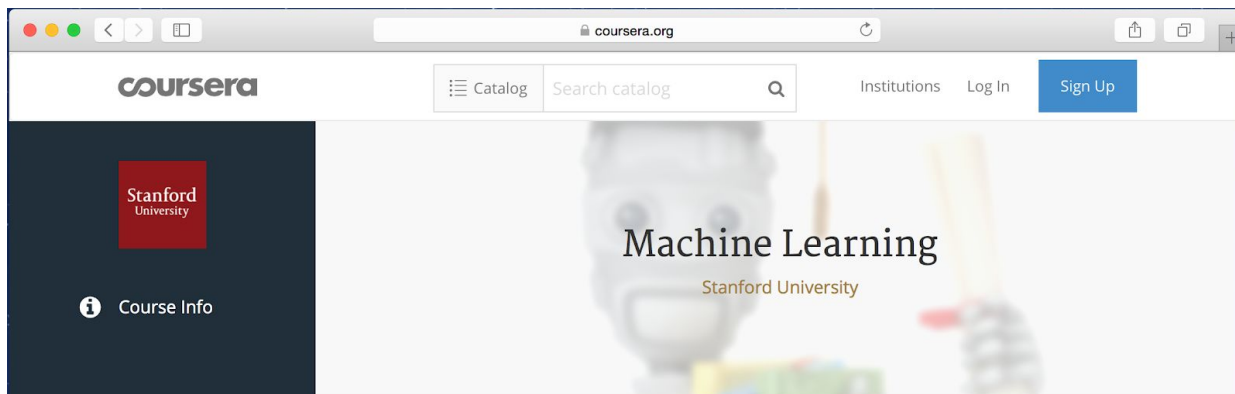 coursera.org
coursera
Catalog
Search catalog
Institutions
Log In
Sign Up
Stanford
University
Machine Learning
Stanford University
Course Info